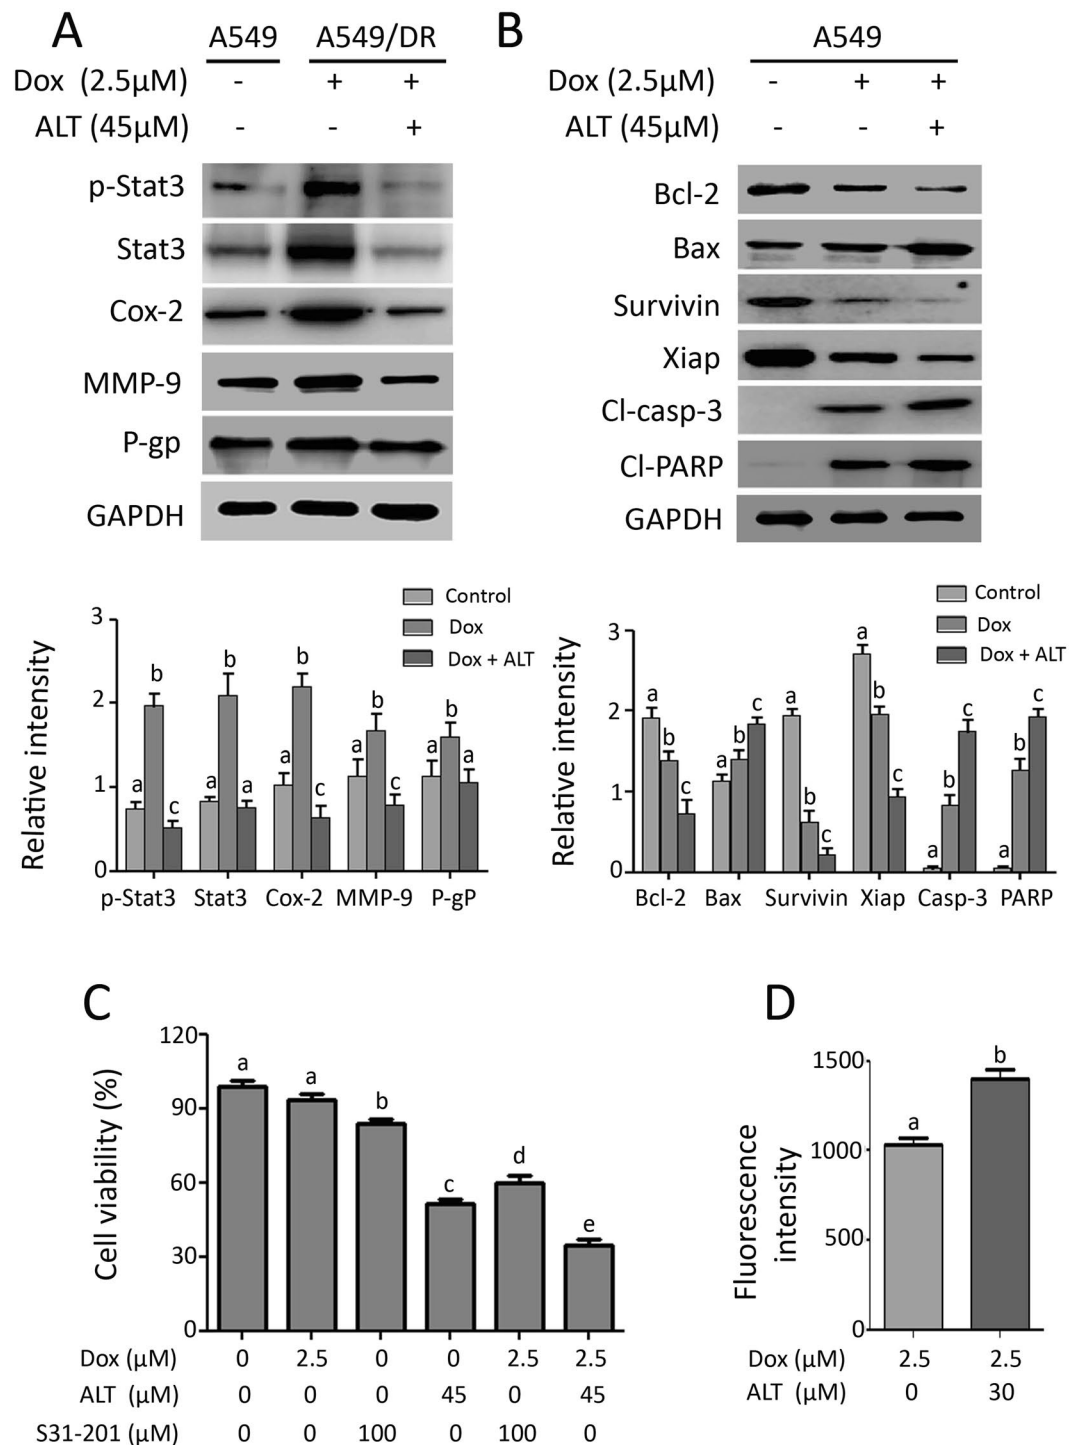 A
A549 A549/DR
Dox (2.5µM) - + +
ALT (45µM) - - +
p-Stat3
Stat3
Cox-2
MMP-9
P-gp
GAPDH
Control
Dox
Dox + ALT
Relative intensity
3
2
1
0
a b c a b a a b c a b c a b a
p-Stat3 Stat3 Cox-2 MMP-9 P-gP
B
A549
Dox (2.5µM) - + +
ALT (45µM) - - +
Bcl-2
Bax
Survivin
Xiap
Cl-casp-3
Cl-PARP
GAPDH
Control
Dox
Dox + ALT
Relative intensity
3
2
1
0
a b c a b c a b c a b c a b c a b c
Bcl-2 Bax Survivin Xiap Casp-3 PARP
C
Cell viability (%)
120
90
60
30
0
a a b c d e
Dox (µM) 0 2.5 0 0 2.5 2.5
ALT (µM) 0 0 0 45 0 45
S31-201 (µM) 0 0 100 0 100 0
D
Fluorescence
intensity
1500
1000
500
0
a b
Dox (µM) 2.5 2.5
ALT (µM) 0 30